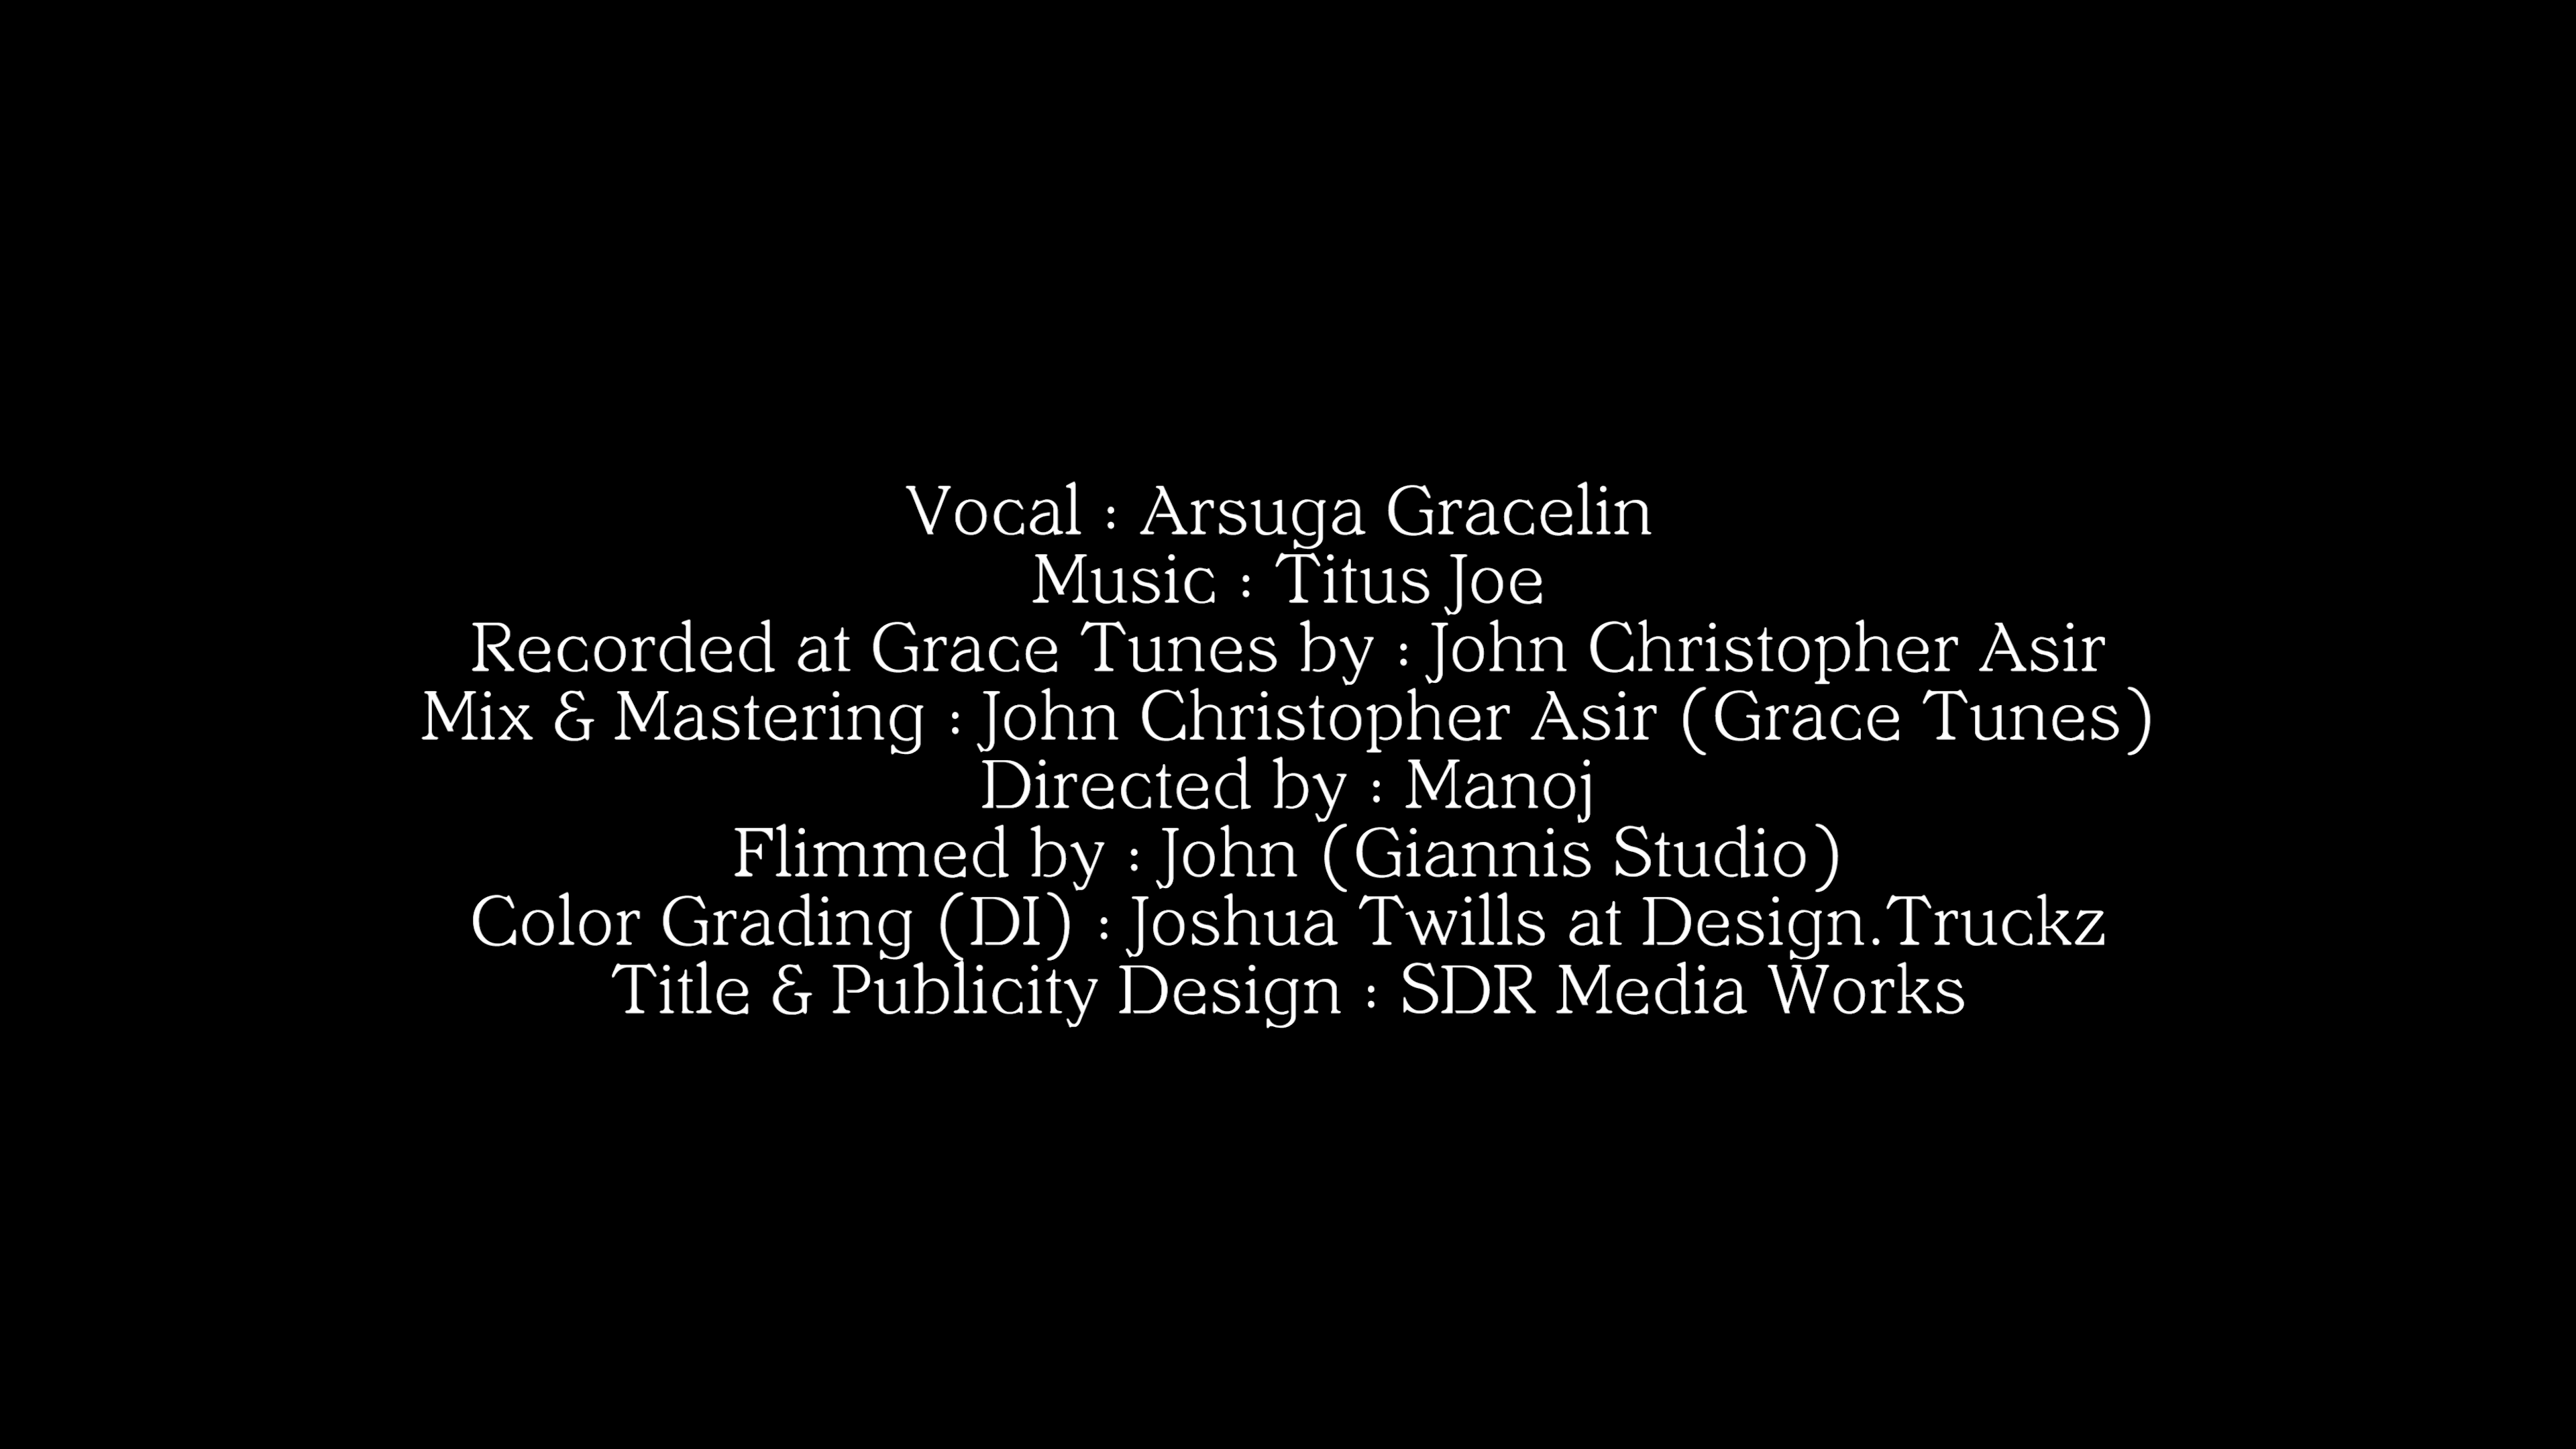 Vocal : Arsuga Gracelin
Music : Titus Joe
Recorded at Grace Tunes by : John Christopher Asir
Mix & Mastering : John Christopher Asir (Grace Tunes)
Directed by : Manoj
Flimmed by : John (Giannis Studio)
Color Grading (DI) : Joshua Twills at Design.Truckz
Title & Publicity Design : SDR Media Works